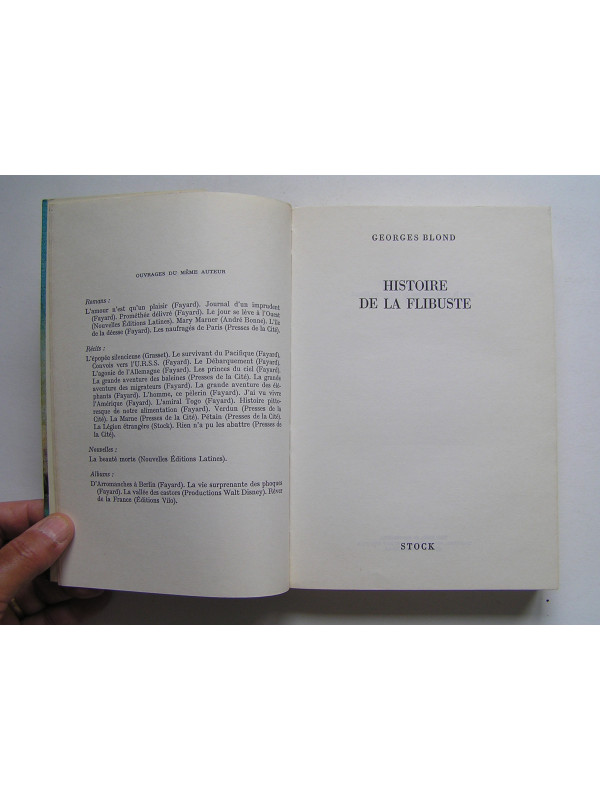 OUVRAGES DU MÊME AUTEUR
Romans :
L'amour n'est qu'un plaisir (Fayard). Journal d'un imprudent
(Fayard). Prométhée délivré (Fayard). Le jour se lève à l'Ouest
(Nouvelles Éditions Latines). Mary Marner (André Bonne). L'île
de la déesse (Fayard). Les naufragés de Paris (Presses de la Cité).
Récits :
L'épopée silencieuse (Grasset). Le survivant du Pacifique (Fayard).
Convois vers l'U.R.S.S. (Fayard). Le Débarquement (Fayard).
L'agonie de l'Allemagne (Fayard). Les princes du ciel (Fayard).
La grande aventure des baleines (Presses de la Cité). La grande
aventure des migrateurs (Fayard). La grande aventure des élé-
phants (Fayard). L'homme, ce pèlerin (Fayard). J'ai vu vivre
l'Amérique (Fayard). L'amiral Togo (Fayard). Histoire pitto-
resque de notre alimentation (Fayard). Verdun (Presses de la
Cité). La Marne (Presses de la Cité). Pétain (Presses de la Cité).
La Légion étrangère (Stock). Rien n'a pu les abattre (Presses de
la Cité).
Nouvelles :
La beauté morte (Nouvelles Éditions Latines).
Albums :
D'Arromanches à Berlin (Fayard). La vie surprenante des phoques
(Fayard). La vallée des castors (Productions Walt Disney). Rêver
de la France (Éditions Vilo).
GEORGES BLOND
HISTOIRE
DE LA FLIBUSTE
STOCK